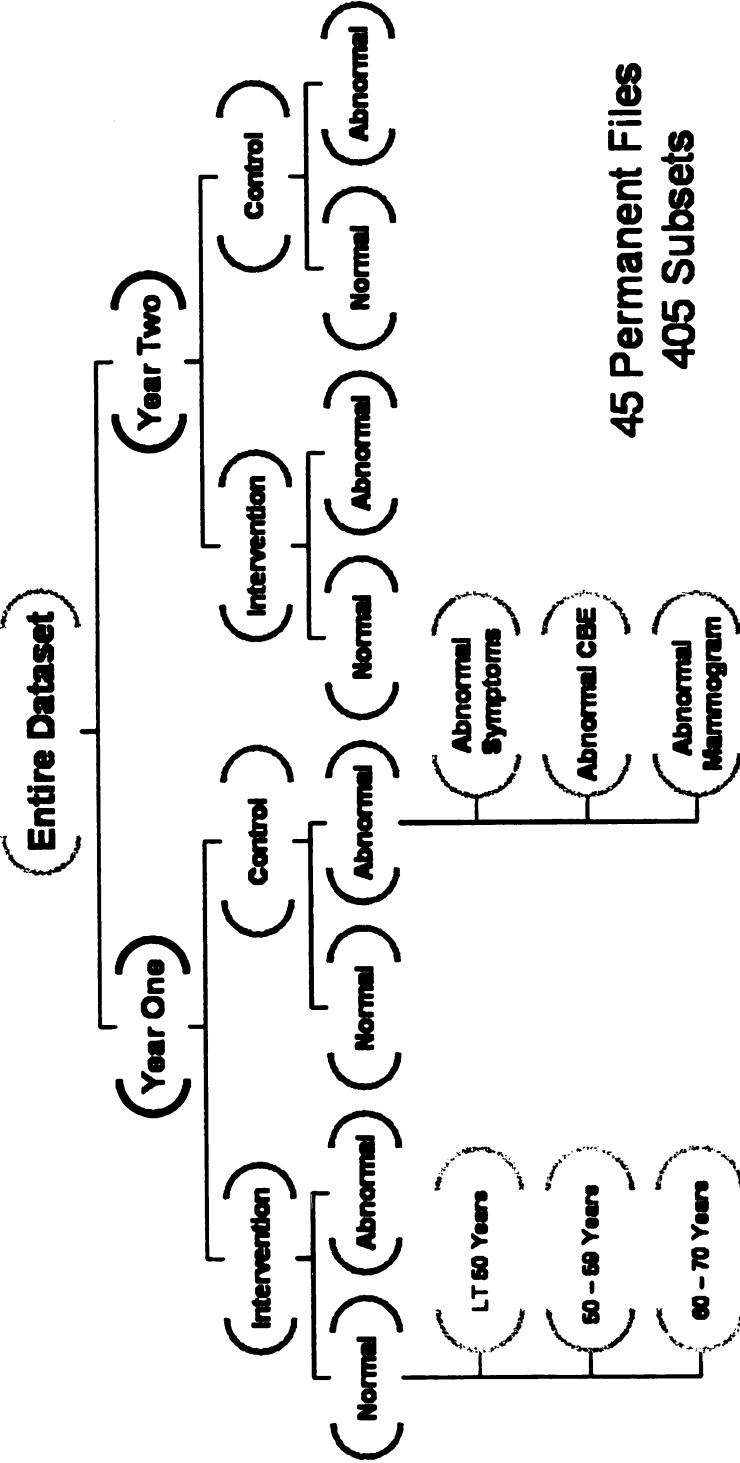 Entire Dataset
Year One
Year Two
Intervention
Control
Intervention
Control
Normal
Abnormal
Normal
Abnormal
Normal
Abnormal
Normal
Abnormal
LT 50 Years
50 – 59 Years
60 – 70 Years
Abnormal
Symptoms
Abnormal CBE
Abnormal
Mammogram
45 Permanent Files
405 Subsets